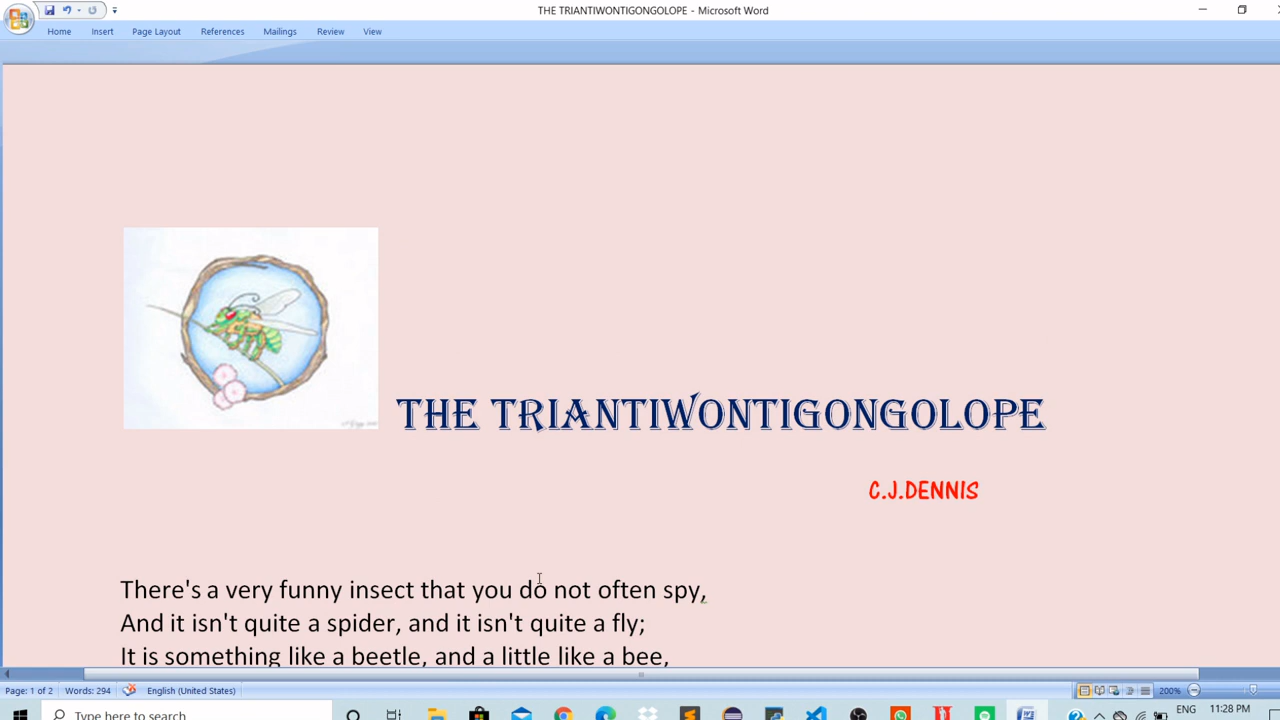 THE TRIANTIWONTIGONGOLOPE - Microsoft Word
Home Insert Page Layout References Mailings Review View
THE TRIANTIWONTIGONGOLOPE
C.J.DENNIS
There's a very funny insect that you do not often spy,
And it isn't quite a spider, and it isn't quite a fly;
It is something like a beetle, and a little like a bee,
Page: 1 of 2 Words: 294 English (United States) 200%
Type here to search ENG 11:28 PM